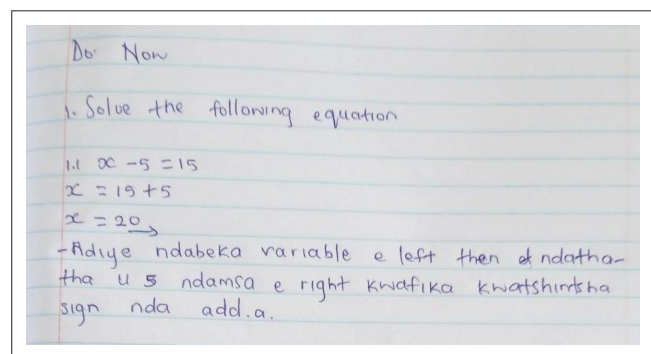 Do Now
1. Solve the following equation
1.1 x - 5 = 15
x = 15 + 5
x = 20
- Adiye ndabeka variable e left then ndatha-
tha u 5 ndamsa e right kwafika kwatshintsha
sign nda add.a.